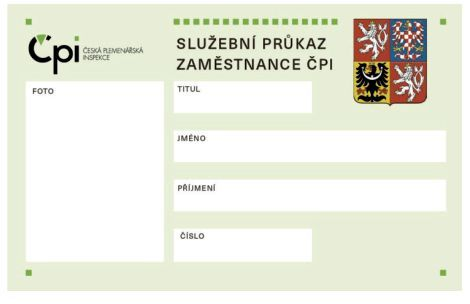 Čpi ČESKÁ PLEMENÁŘSKÁ
INSPEKCE
SLUŽEBNÍ PRŮKAZ
ZAMĚSTNANCE ČPI
FOTO
TITUL
JMÉNO
PŘÍJMENÍ
ČÍSLO